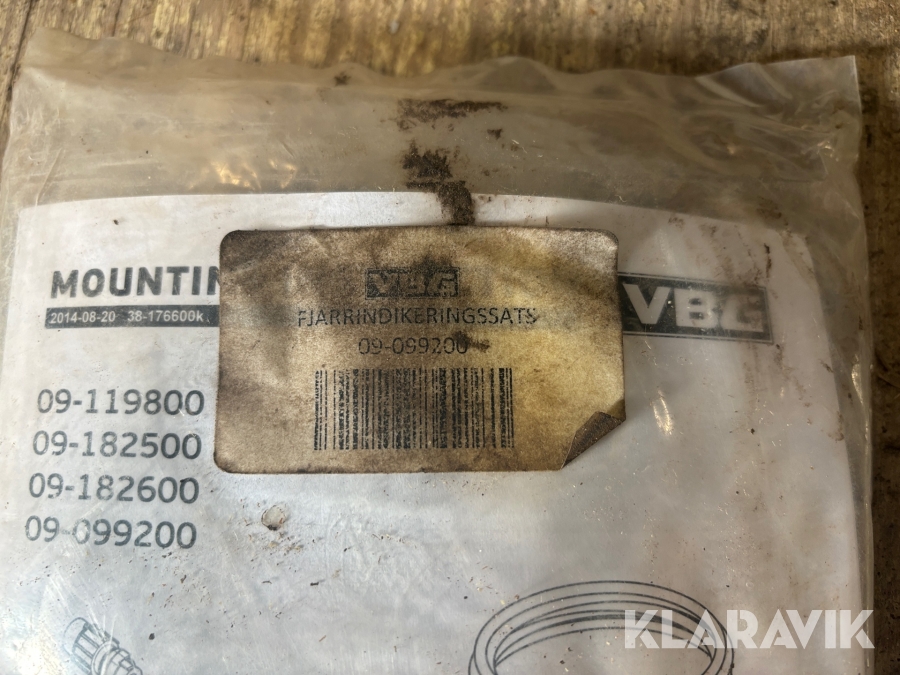 MOUNTIN
VBG
2014-08-20 38-176600k.
VBG
FJÄRRINDIKERINGSSATS
09-099200
09-119800
09-182500
09-182600
09-099200
KLARAVIK